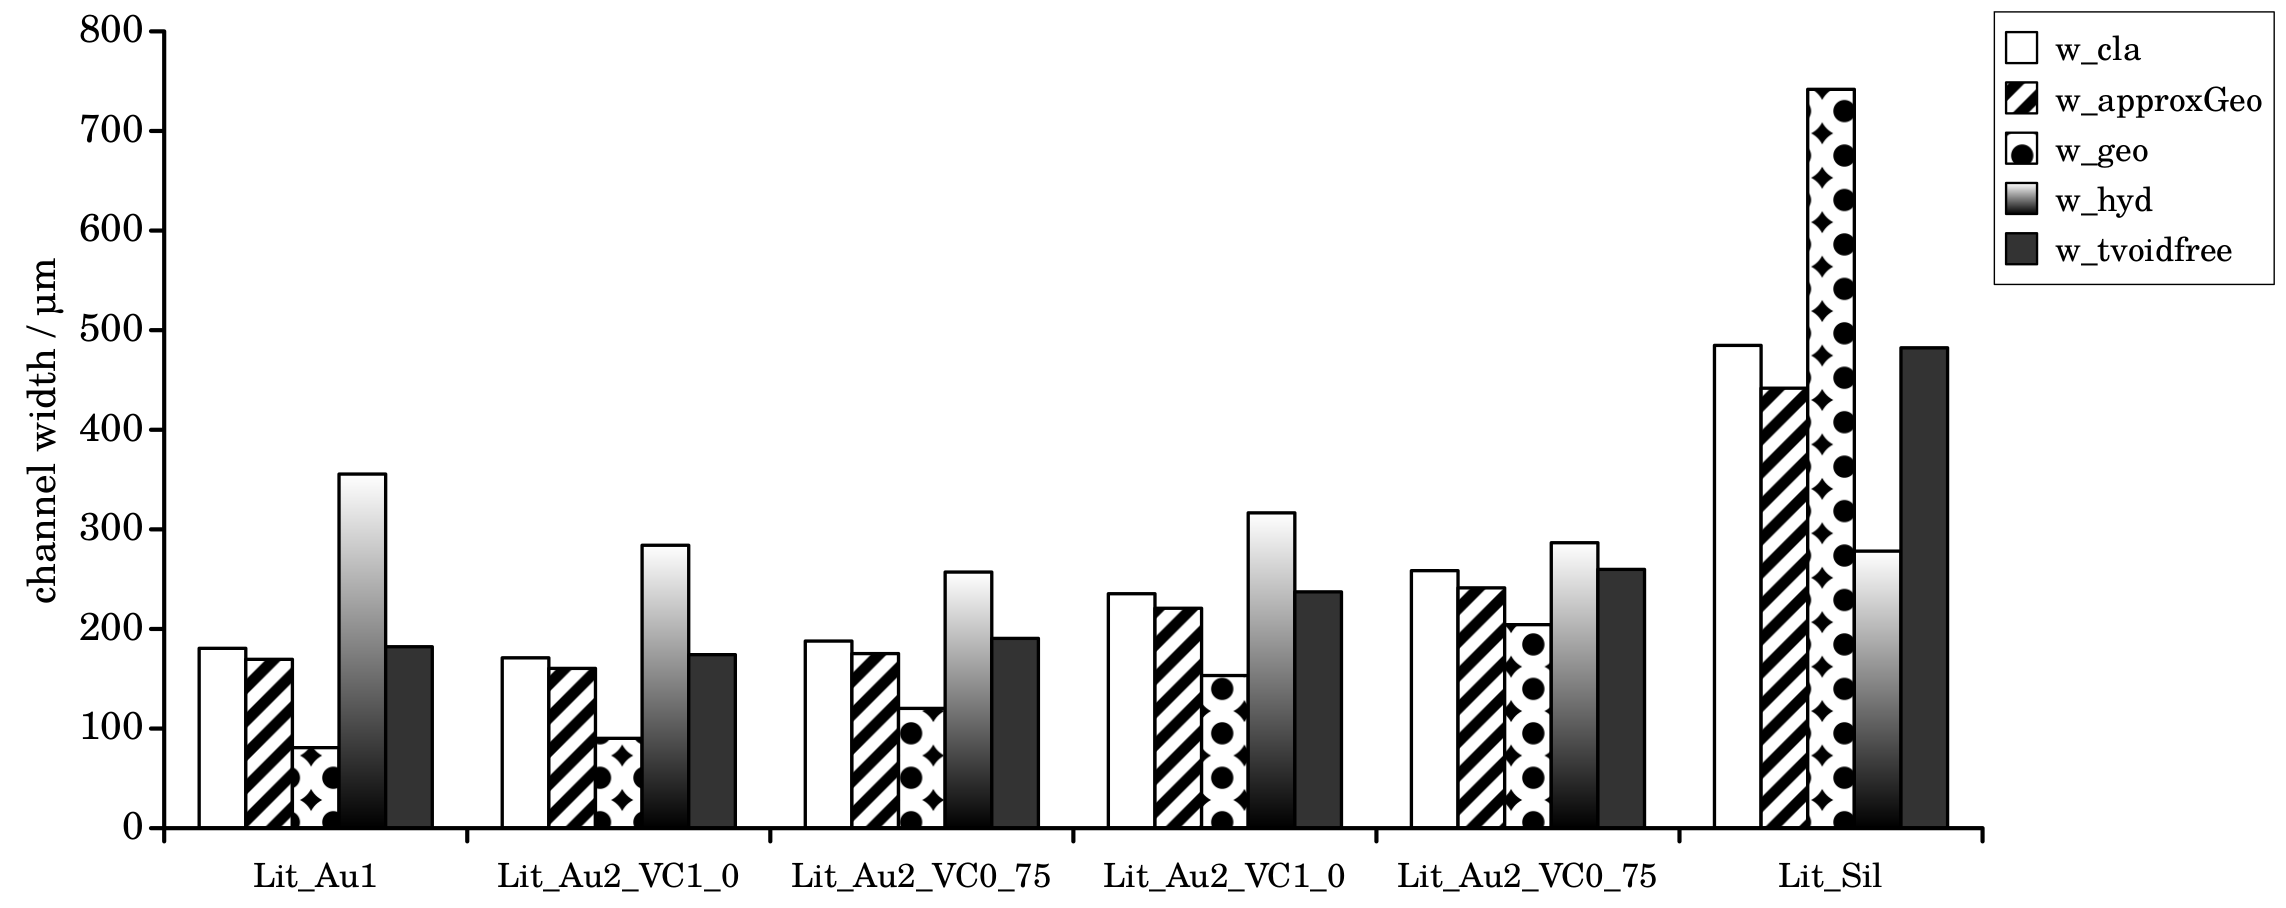 800
700
600
500
400
300
200
100
0
channel width / µm
Lit_Au1
Lit_Au2_VC1_0
Lit_Au2_VC0_75
Lit_Au2_VC1_0
Lit_Au2_VC0_75
Lit_Sil
w_cla
w_approxGeo
w_geo
w_hyd
w_tvoidfree